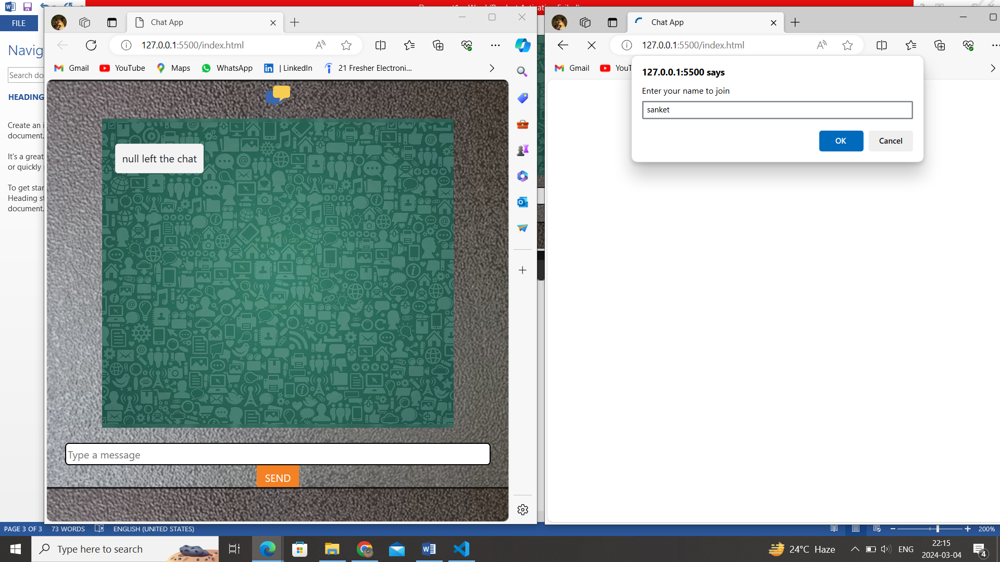 FILE
Navig
Search do
HEADING
Create an i
document.
It's a great
or quickly
To get star
Heading st
document.
Chat App
127.0.0.1:5500/index.html
Gmail
YouTube
Maps
WhatsApp
| LinkedIn
21 Fresher Electroni...
null left the chat
Type a message
SEND
Chat App
127.0.0.1:5500/index.html
Gmail
YouT
127.0.0.1:5500 says
Enter your name to join
sanket
OK
Cancel
PAGE 3 OF 3
73 WORDS
ENGLISH (UNITED STATES)
200%
Type here to search
24°C Haze
ENG
22:15
2024-03-04
4